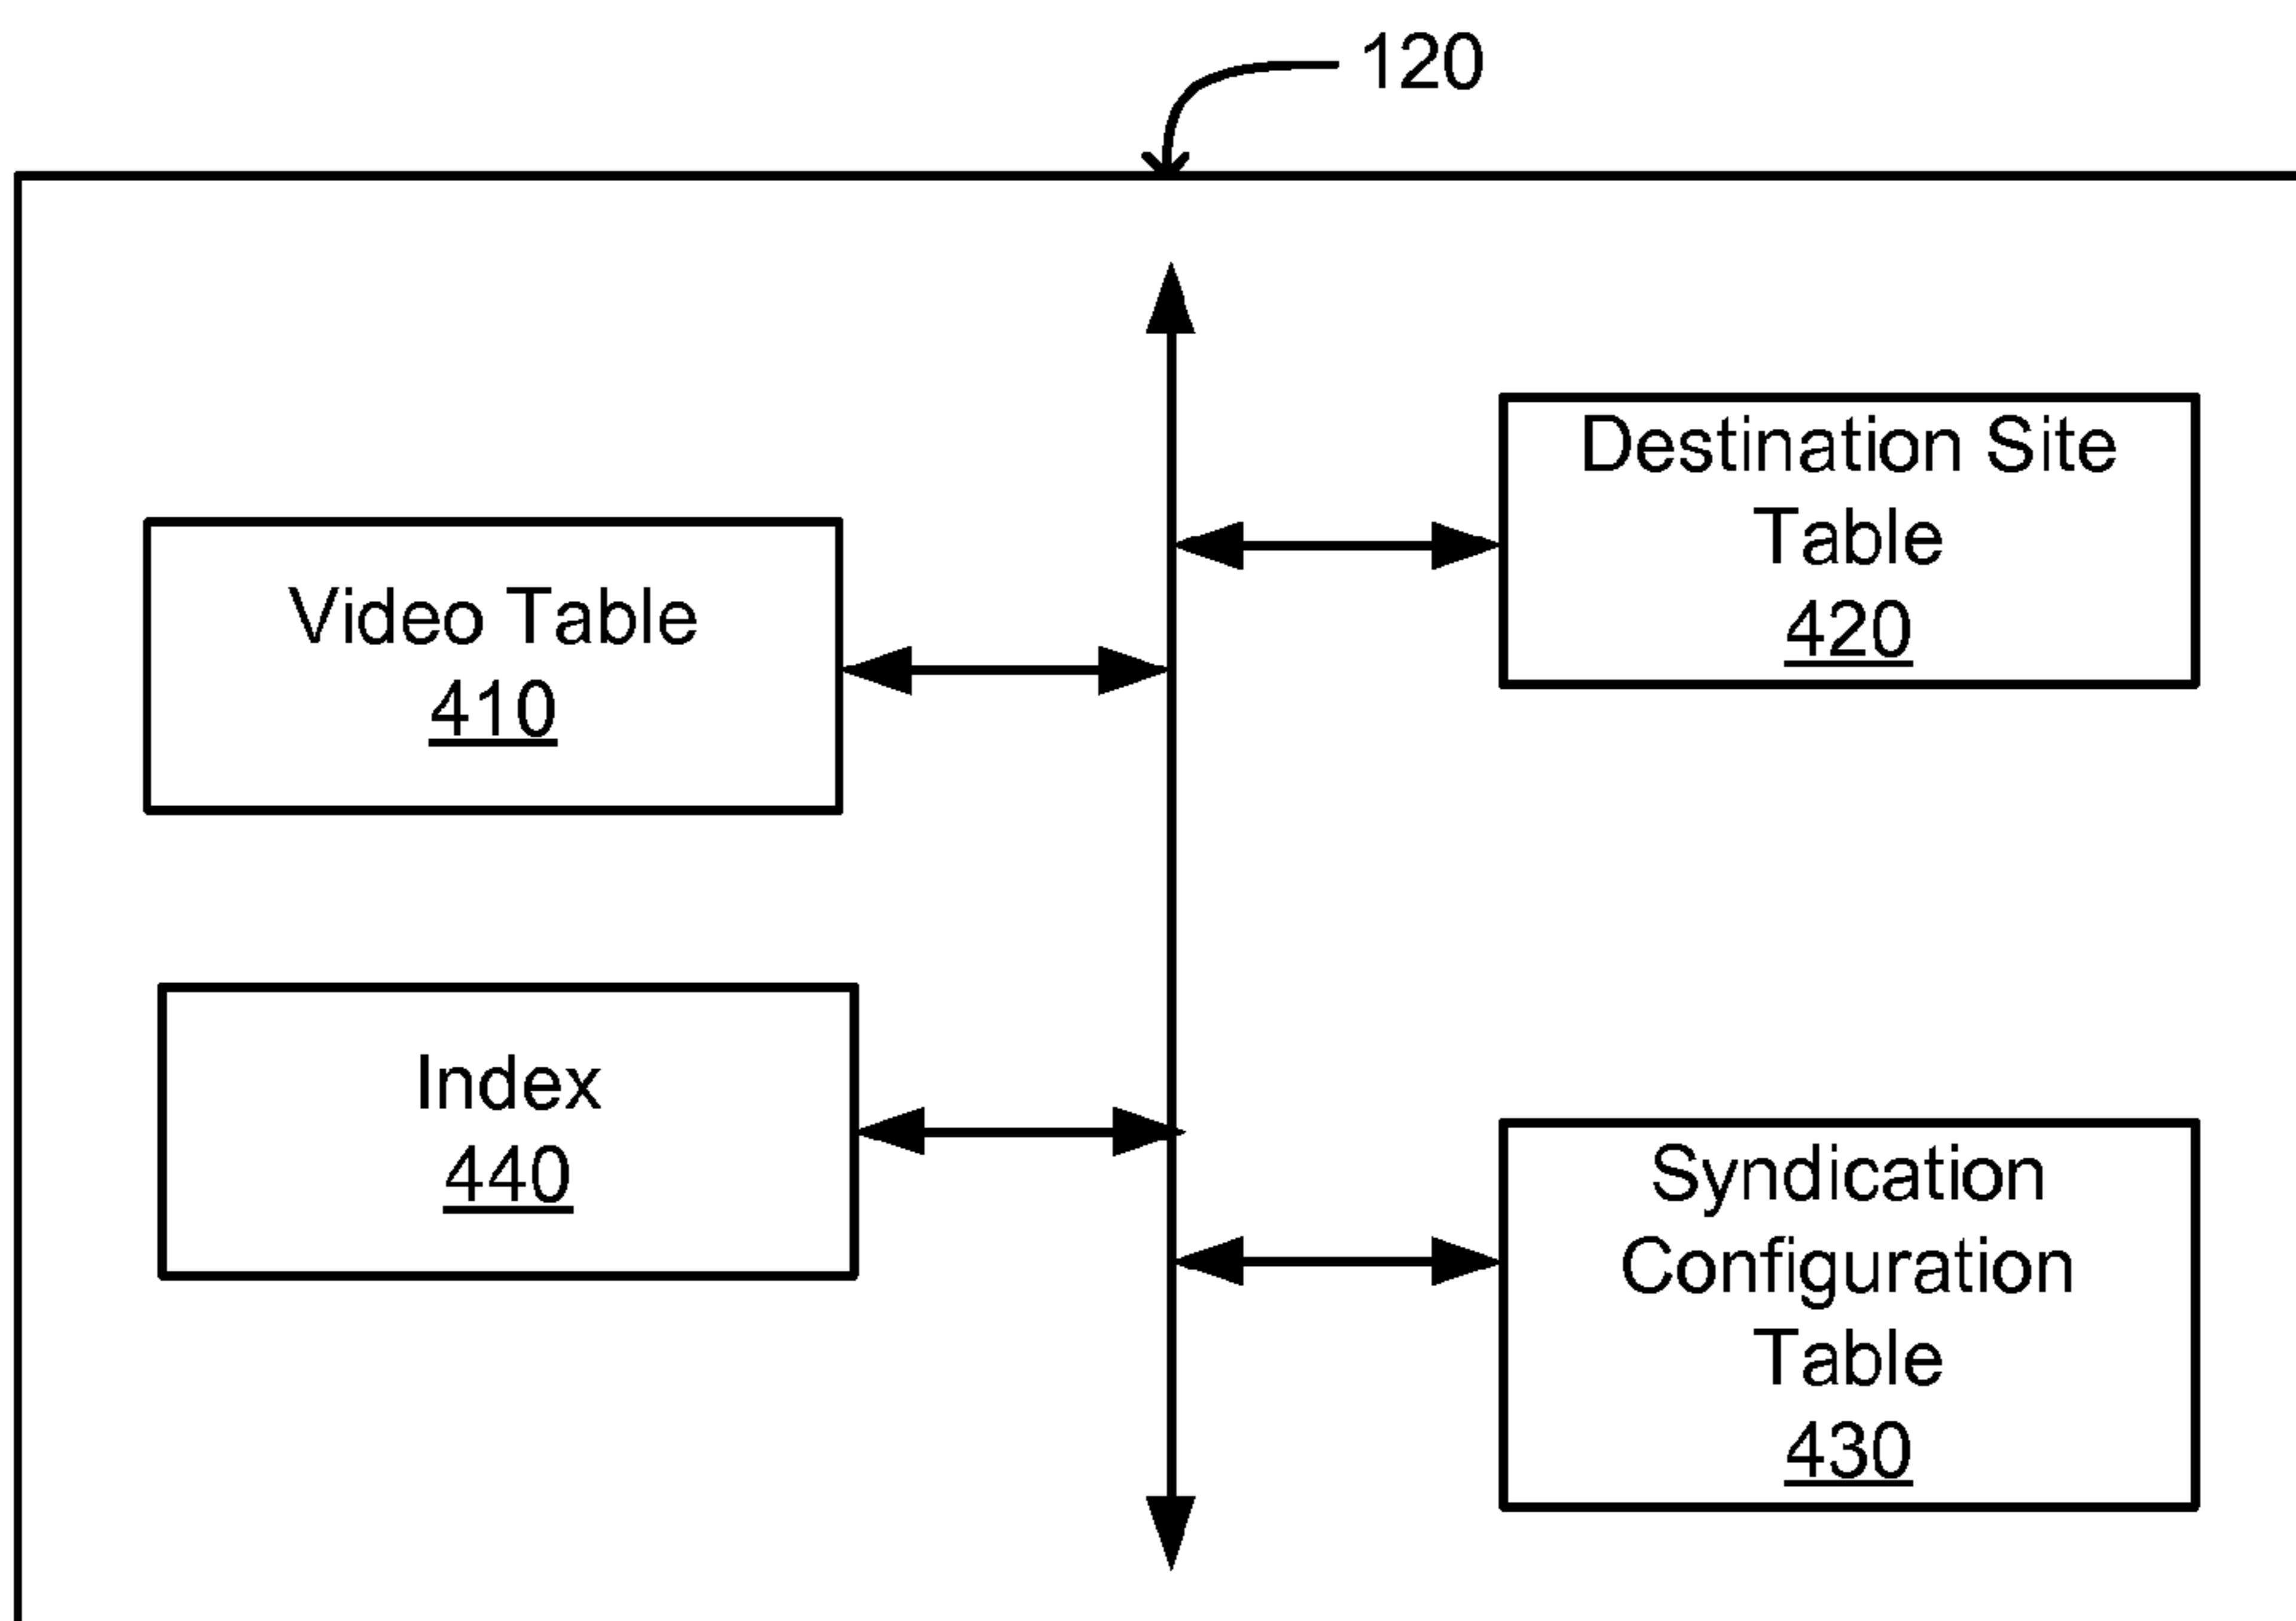 120
Video Table
410
Destination Site
Table
420
Index
440
Syndication
Configuration
Table
430